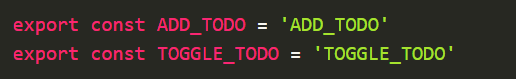 export const ADD_TODO = 'ADD_TODO'
export const TOGGLE_TODO = 'TOGGLE_TODO'